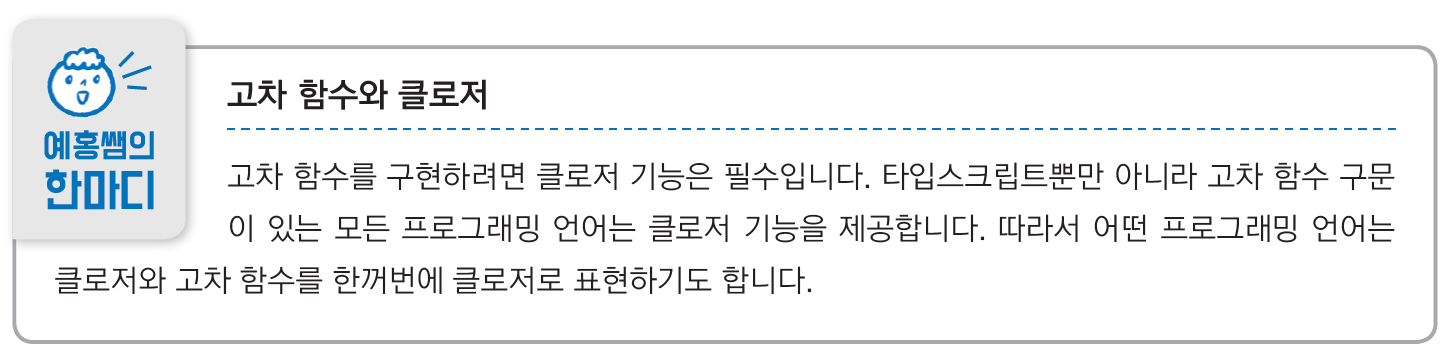 예홍쌤의
한마디
고차 함수와 클로저
고차 함수를 구현하려면 클로저 기능은 필수입니다. 타입스크립트뿐만 아니라 고차 함수 구문
이 있는 모든 프로그래밍 언어는 클로저 기능을 제공합니다. 따라서 어떤 프로그래밍 언어는
클로저와 고차 함수를 한꺼번에 클로저로 표현하기도 합니다.